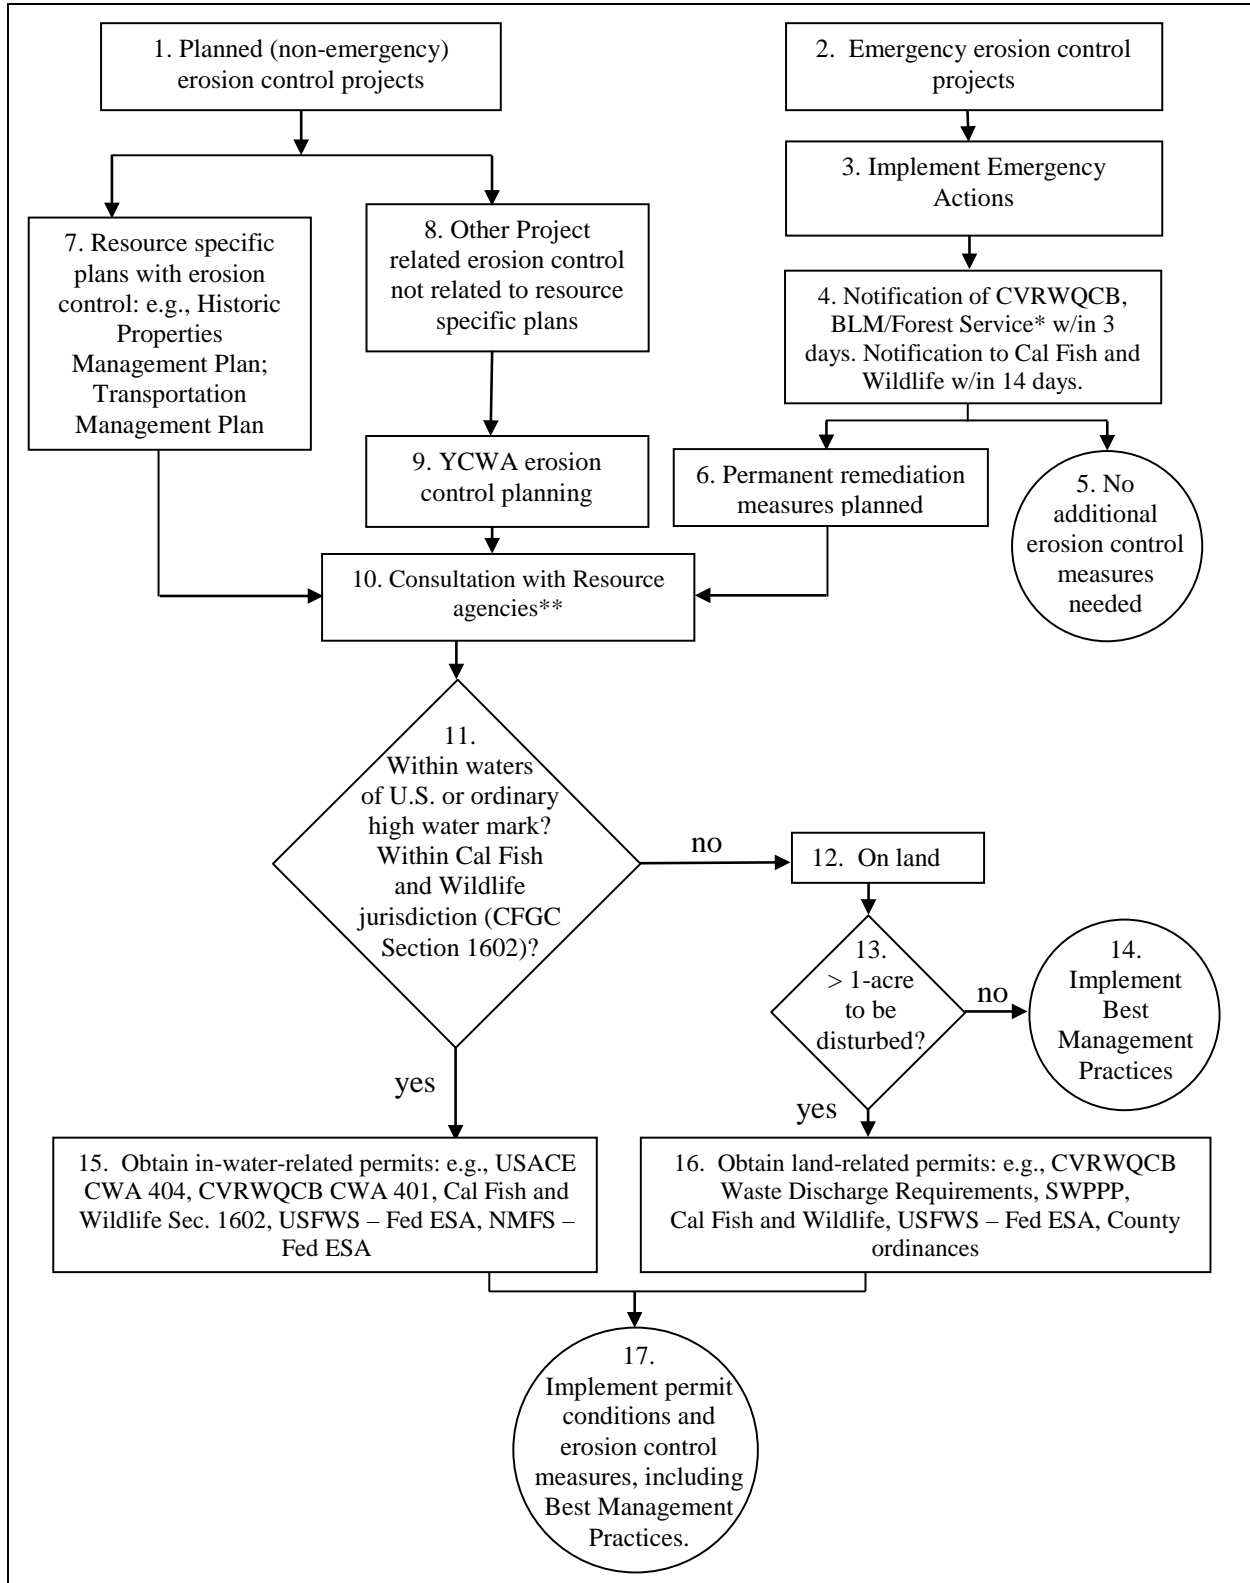 1. Planned (non-emergency)
erosion control projects
2. Emergency erosion control
projects
3. Implement Emergency
Actions
7. Resource specific
plans with erosion
control: e.g., Historic
Properties
Management Plan;
Transportation
Management Plan
8. Other Project
related erosion control
not related to resource
specific plans
4. Notification of CVRWQCB,
BLM/Forest Service* w/in 3
days. Notification to Cal Fish and
Wildlife w/in 14 days.
9. YCWA erosion
control planning
6. Permanent remediation
measures planned
5. No
additional
erosion control
measures
needed
10. Consultation with Resource
agencies**
11.
Within waters
of U.S. or ordinary
high water mark?
Within Cal Fish
and Wildlife
jurisdiction (CFGC
Section 1602)?
no
12. On land
13.
> 1-acre
to be
disturbed?
no
14.
Implement
Best
Management
Practices
yes
yes
15. Obtain in-water-related permits: e.g., USACE
CWA 404, CVRWQCB CWA 401, Cal Fish and
Wildlife Sec. 1602, USFWS – Fed ESA, NMFS –
Fed ESA
16. Obtain land-related permits: e.g., CVRWQCB
Waste Discharge Requirements, SWPPP,
Cal Fish and Wildlife, USFWS – Fed ESA, County
ordinances
17.
Implement permit
conditions and
erosion control
measures, including
Best Management
Practices.